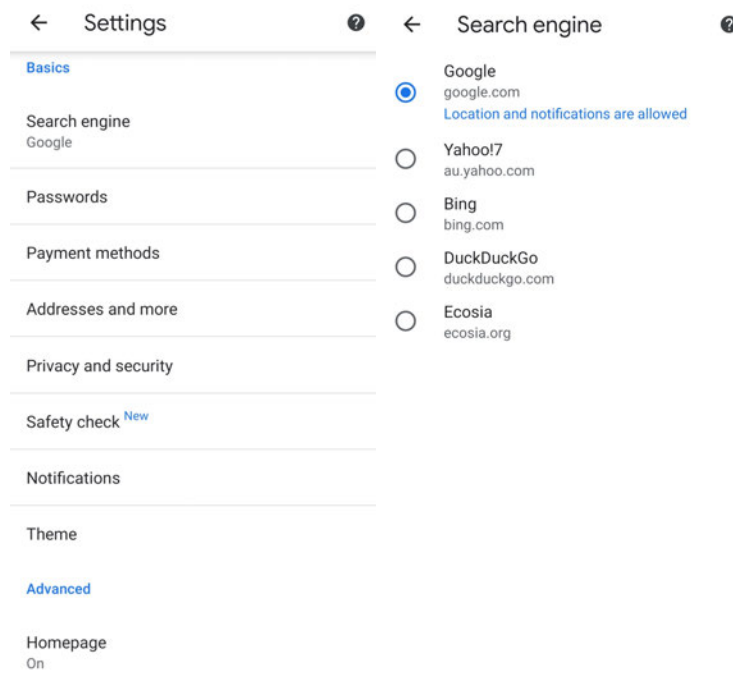 Settings
Basics
Search engine
Google
Passwords
Payment methods
Addresses and more
Privacy and security
Safety check New
Notifications
Theme
Advanced
Homepage
On
Search engine
Google
google.com
Location and notifications are allowed
Yahoo!7
au.yahoo.com
Bing
bing.com
DuckDuckGo
duckduckgo.com
Ecosia
ecosia.org